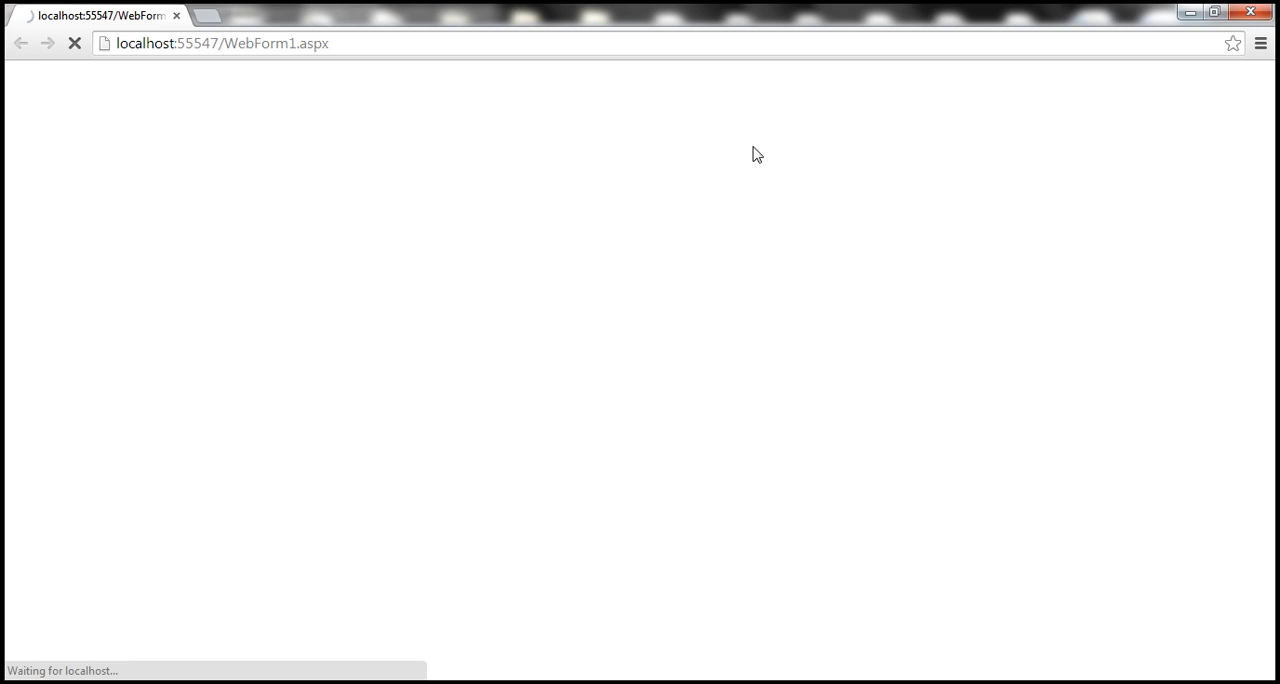 localhost:55547/WebForm
localhost:55547/WebForm1.aspx
Waiting for localhost...